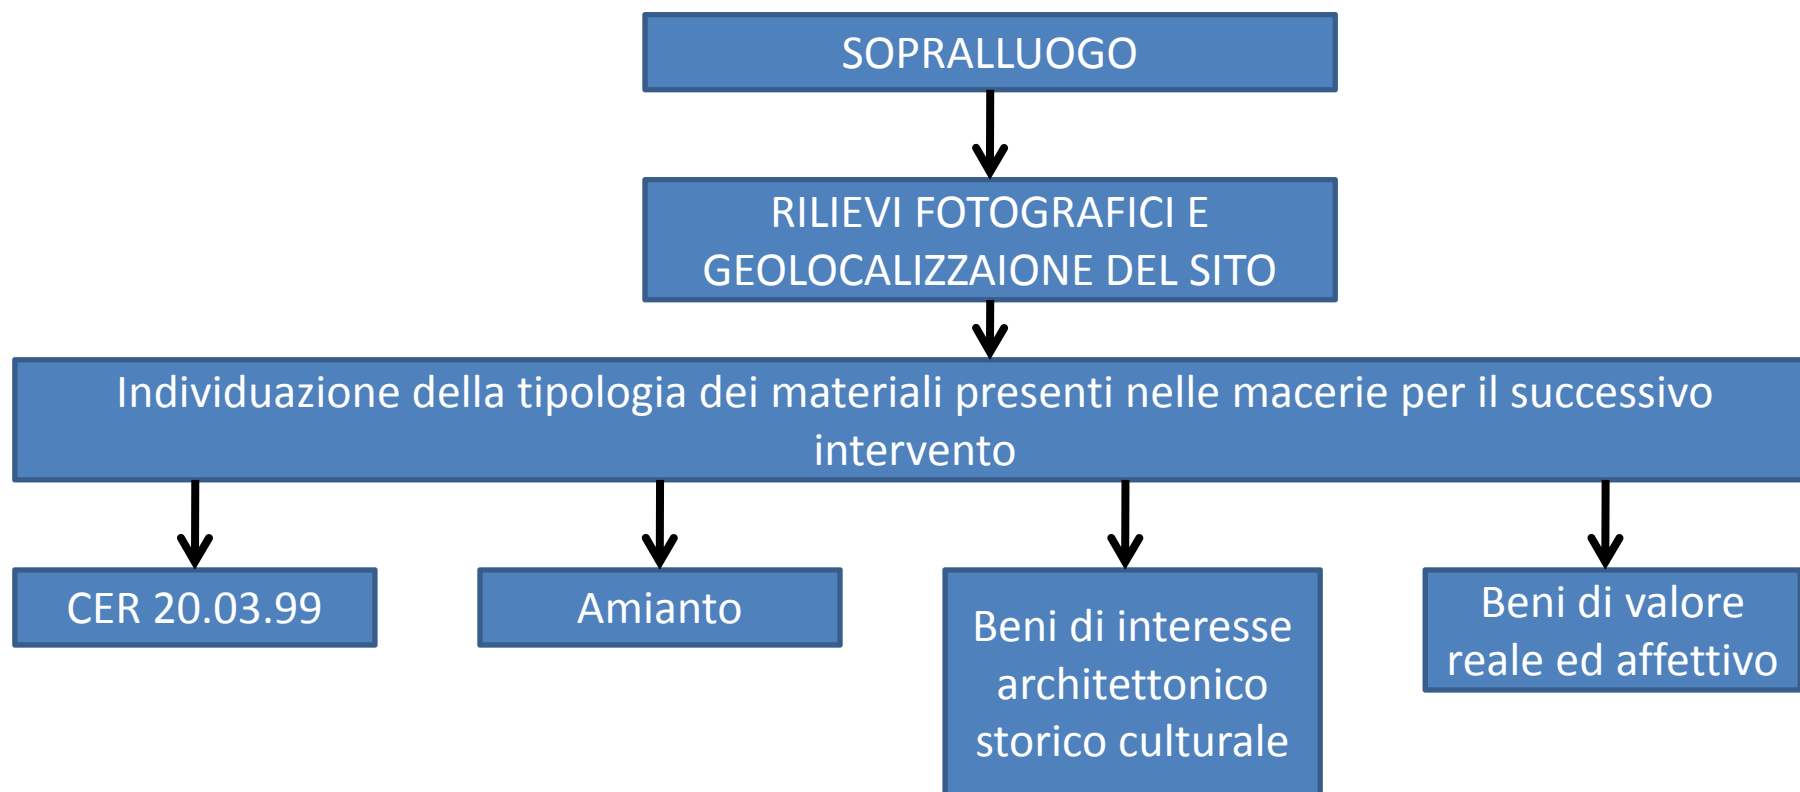 SOPRALLUOGO
RILIEVI FOTOGRAFICI E
GEOLOCALIZZAIONE DEL SITO
Individuazione della tipologia dei materiali presenti nelle macerie per il successivo
intervento
CER 20.03.99
Amianto
Beni di interesse
architettonico
storico culturale
Beni di valore
reale ed affettivo